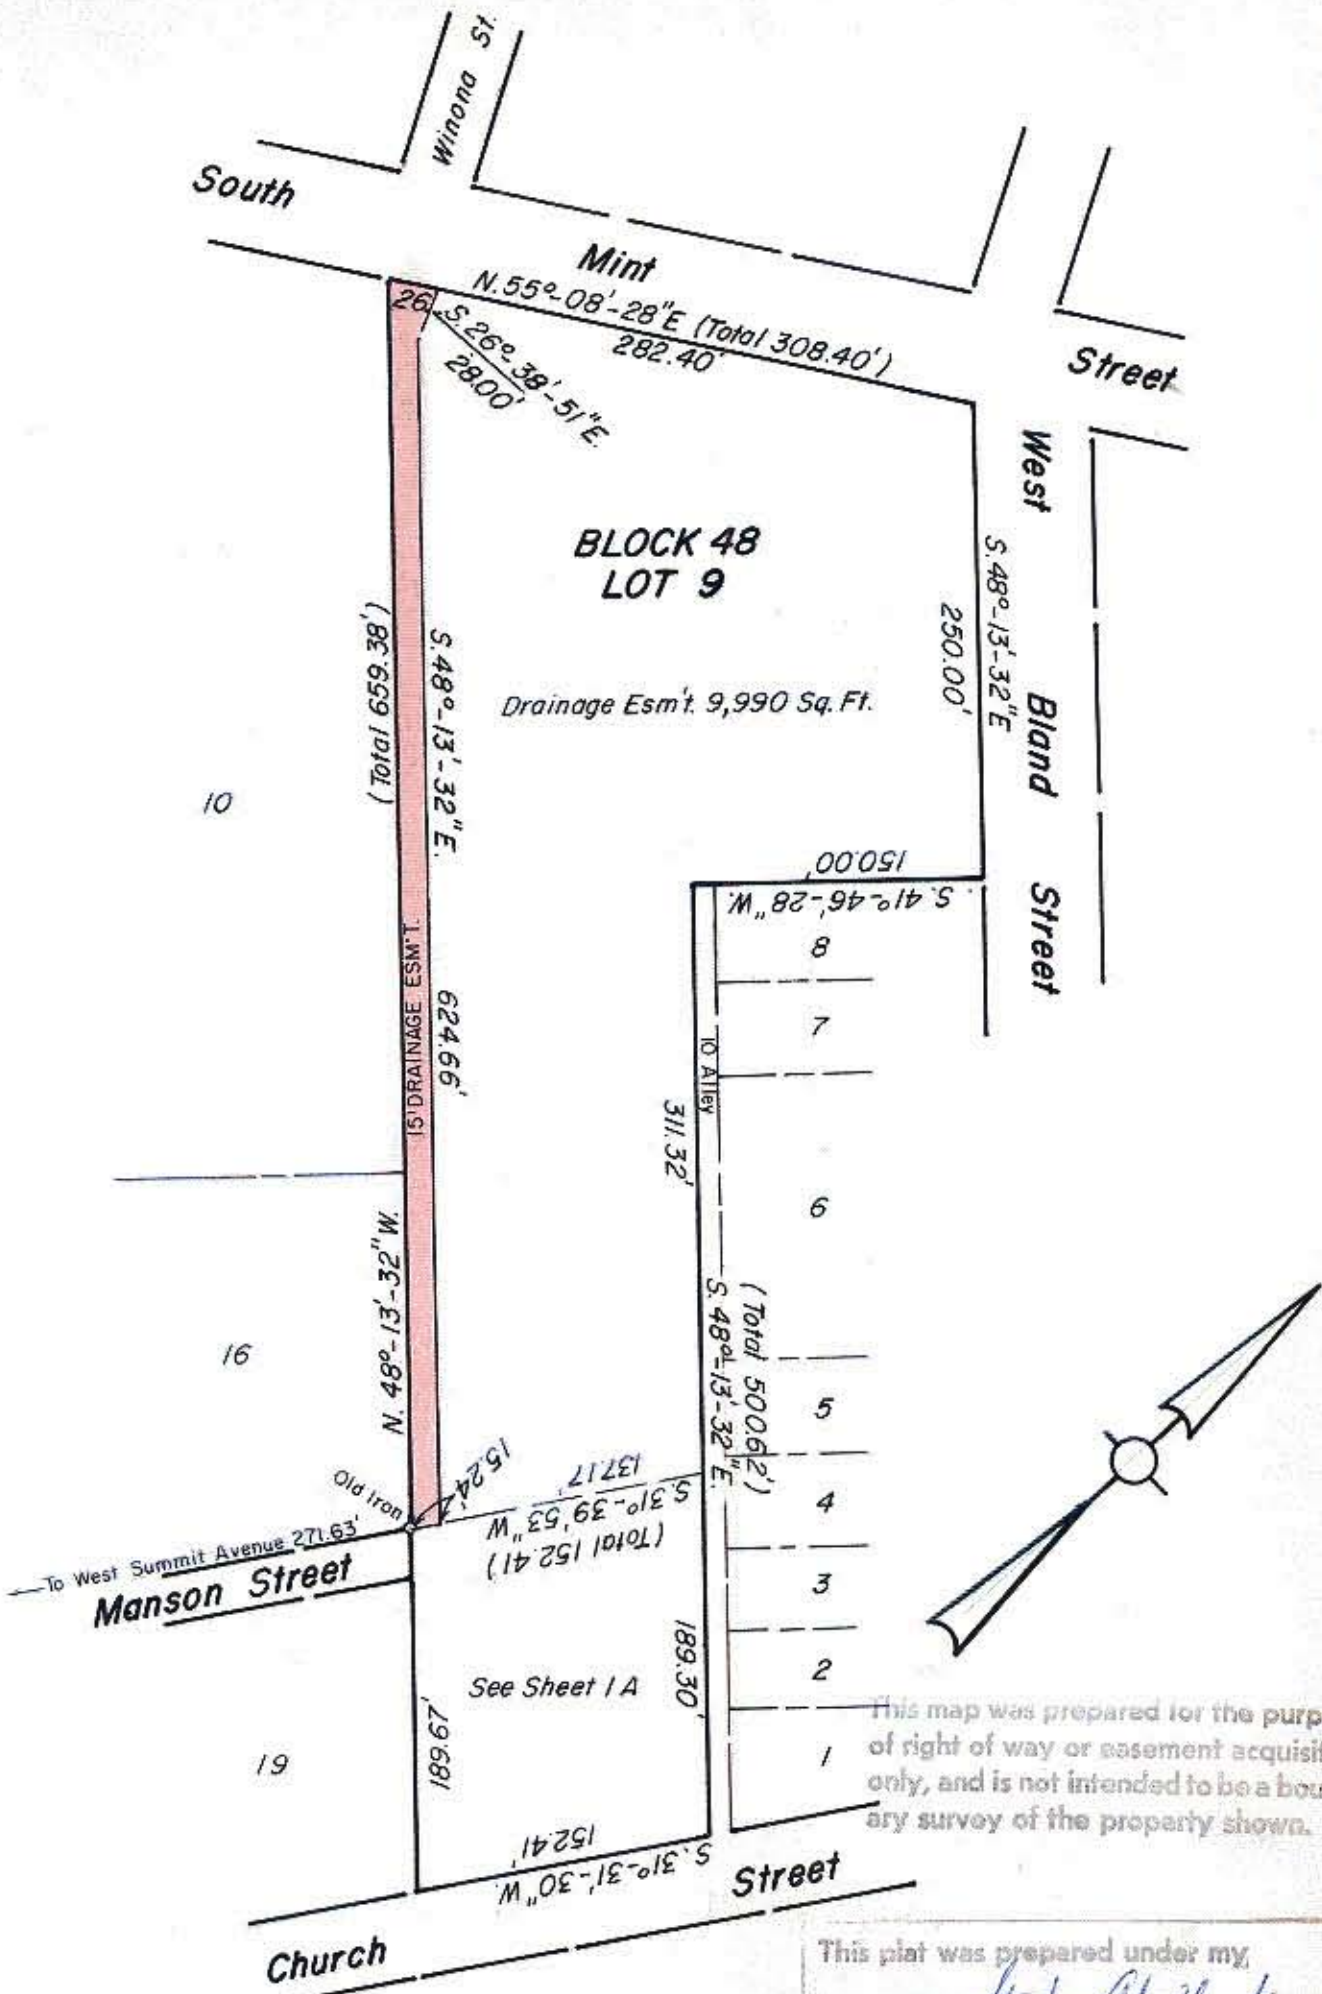 Winona St.
South
Mint
Street
26
N. 55°-08'-28"E (Total 308.40')
282.40'
S. 26°-38'-51"E.
28.00'
West
Bland
Street
BLOCK 48
LOT 9
S. 48°-13'-32"E
250.00'
(Total 659.38')
S. 48°-13'-32"E.
Drainage Esm't. 9,990 Sq. Ft.
10
150.00'
S. 41°-46'-28"W.
8
7
15' DRAINAGE ESM'T.
624.66'
10 Alley
311.32'
6
N. 48°-13'-32"W.
16
(Total 500.62')
S. 48°-13'-32"E.
5
4
3
2
1
Old Iron
15.24'
137.17'
S. 31°-39'53"W
(Total 152.41)
To West Summit Avenue 271.63'
Manson Street
See Sheet 1A
189.30'
189.67'
19
152.41'
S. 31°-31'-30"W.
Church
Street
This map was prepared for the purp
of right of way or easement acquisit
only, and is not intended to be a bou
ary survey of the property shown.
This plat was prepared under my